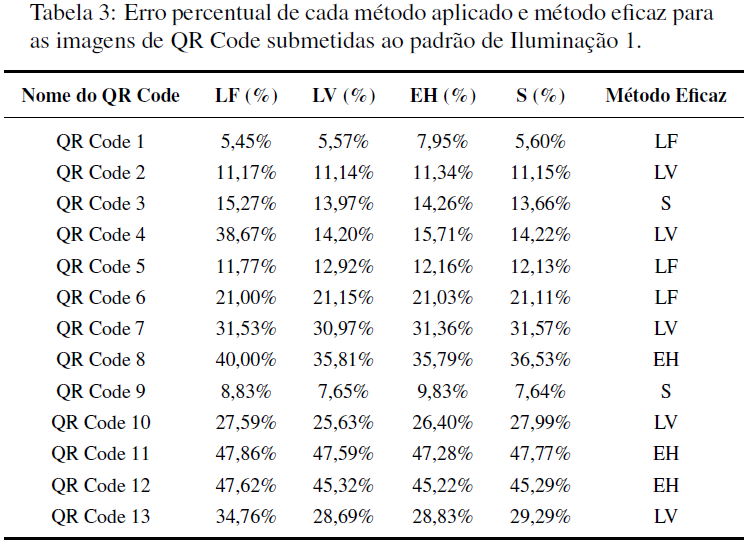 Tabela 3: Erro percentual de cada método aplicado e método eficaz para
as imagens de QR Code submetidas ao padrão de Iluminação 1.
Nome do QR Code LF (%) LV (%) EH (%) S (%) Método Eficaz
QR Code 1 5,45% 5,57% 7,95% 5,60% LF
QR Code 2 11,17% 11,14% 11,34% 11,15% LV
QR Code 3 15,27% 13,97% 14,26% 13,66% S
QR Code 4 38,67% 14,20% 15,71% 14,22% LV
QR Code 5 11,77% 12,92% 12,16% 12,13% LF
QR Code 6 21,00% 21,15% 21,03% 21,11% LF
QR Code 7 31,53% 30,97% 31,36% 31,57% LV
QR Code 8 40,00% 35,81% 35,79% 36,53% EH
QR Code 9 8,83% 7,65% 9,83% 7,64% S
QR Code 10 27,59% 25,63% 26,40% 27,99% LV
QR Code 11 47,86% 47,59% 47,28% 47,77% EH
QR Code 12 47,62% 45,32% 45,22% 45,29% EH
QR Code 13 34,76% 28,69% 28,83% 29,29% LV